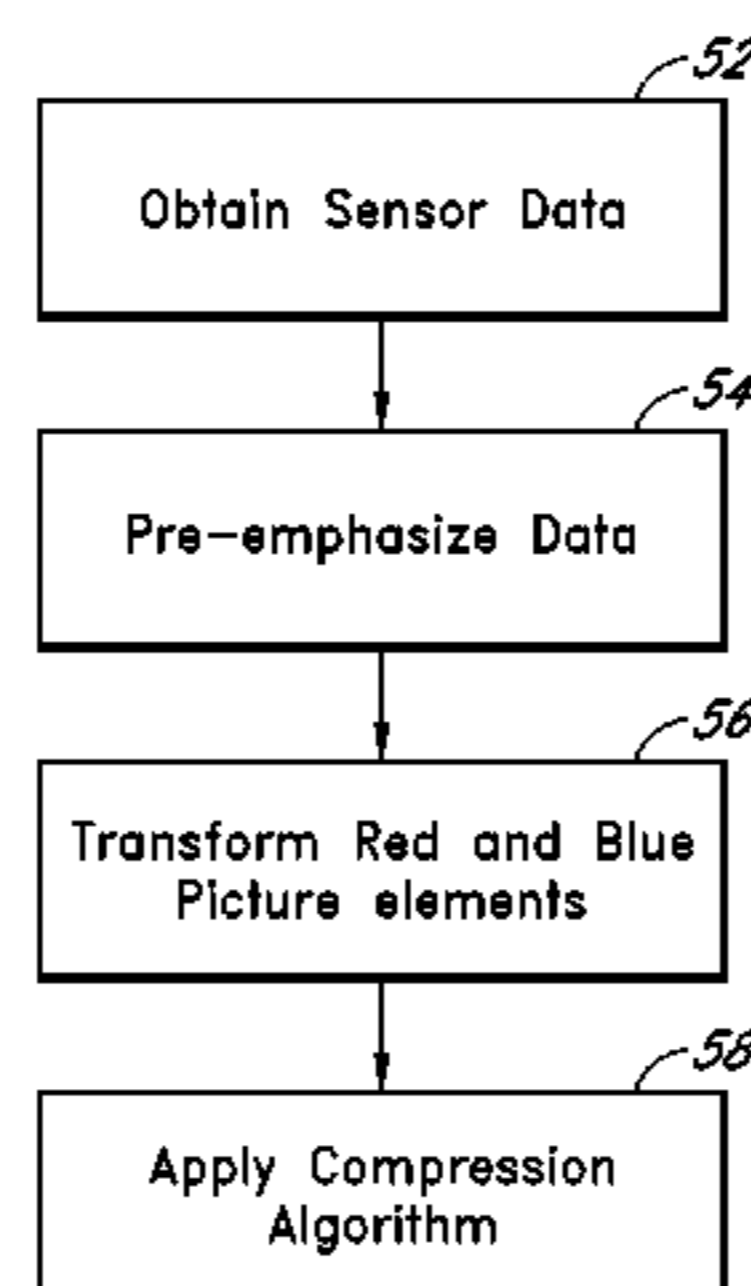 52
Obtain Sensor Data
54
Pre-emphasize Data
56
Transform Red and Blue
Picture elements
58
Apply Compression
Algorithm